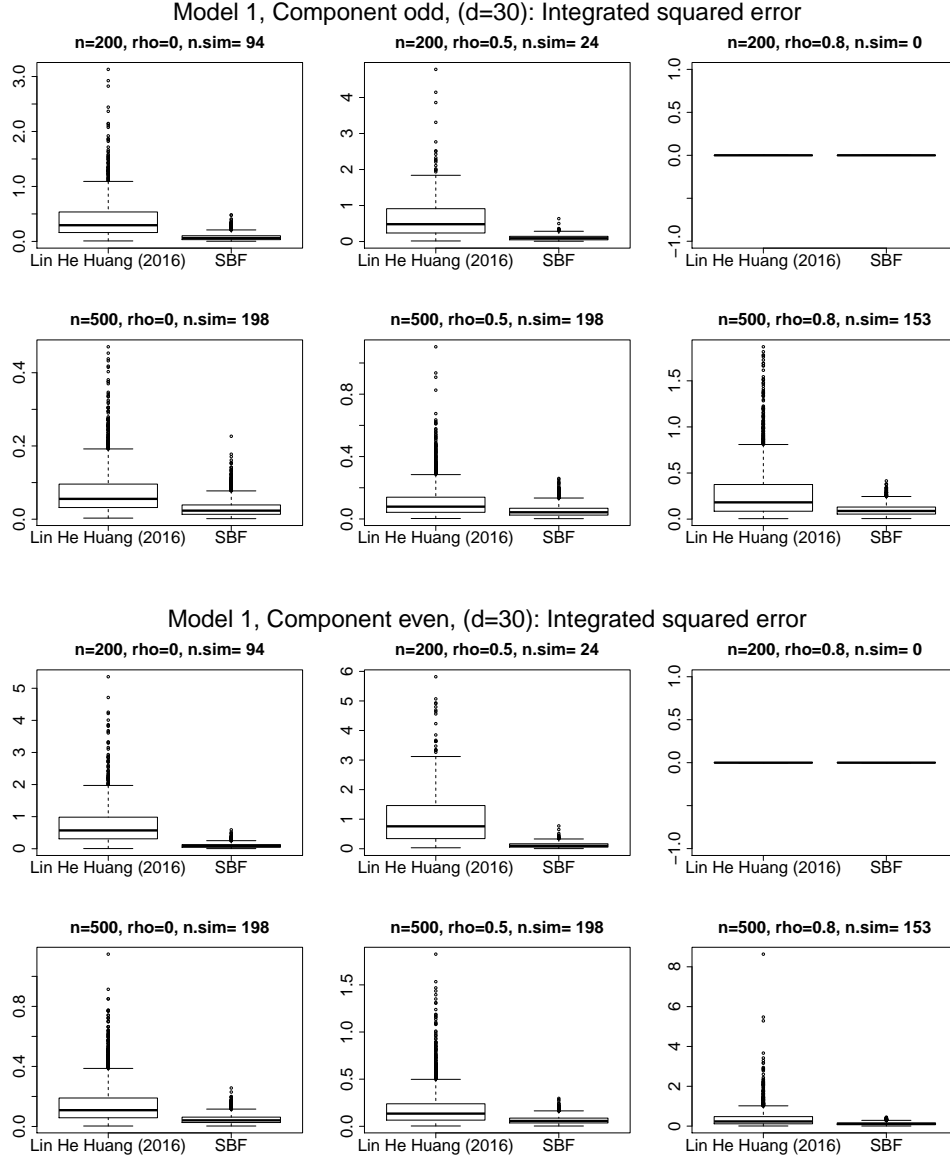 Model 1, Component odd, (d=30): Integrated squared error
n=200, rho=0, n.sim= 94
n=200, rho=0.5, n.sim= 24
n=200, rho=0.8, n.sim= 0
3.0
2.0
1.0
0.0
4
3
2
1
0
1.0
0.5
0.0
−1.0
Lin He Huang (2016) SBF
Lin He Huang (2016) SBF
Lin He Huang (2016) SBF
n=500, rho=0, n.sim= 198
n=500, rho=0.5, n.sim= 198
n=500, rho=0.8, n.sim= 153
0.4
0.2
0.0
0.8
0.4
0.0
1.5
1.0
0.5
0.0
Lin He Huang (2016) SBF
Lin He Huang (2016) SBF
Lin He Huang (2016) SBF
Model 1, Component even, (d=30): Integrated squared error
n=200, rho=0, n.sim= 94
n=200, rho=0.5, n.sim= 24
n=200, rho=0.8, n.sim= 0
5
4
3
2
1
0
6
5
4
3
2
1
0
1.0
0.5
0.0
−1.0
Lin He Huang (2016) SBF
Lin He Huang (2016) SBF
Lin He Huang (2016) SBF
n=500, rho=0, n.sim= 198
n=500, rho=0.5, n.sim= 198
n=500, rho=0.8, n.sim= 153
0.8
0.4
0.0
1.5
1.0
0.5
0.0
8
6
4
2
0
Lin He Huang (2016) SBF
Lin He Huang (2016) SBF
Lin He Huang (2016) SBF